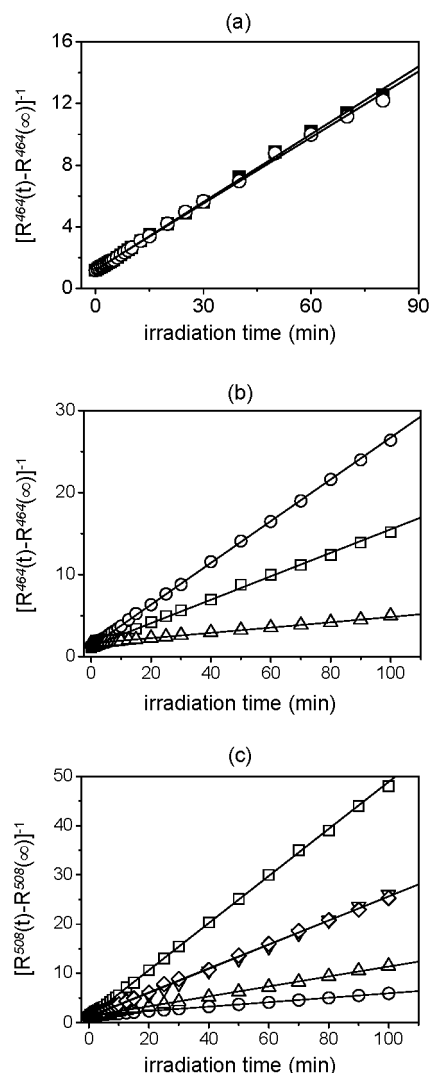 (a)
16
12
8
4
0
[R⁴⁶⁴(t)-R⁴⁶⁴(∞)]⁻¹
0 30 60 90
irradiation time (min)
(b)
30
20
10
0
[R⁴⁶⁴(t)-R⁴⁶⁴(∞)]⁻¹
0 20 40 60 80 100
irradiation time (min)
(c)
50
40
30
20
10
0
[R⁵⁰⁸(t)-R⁵⁰⁸(∞)]⁻¹
0 20 40 60 80 100
irradiation time (min)